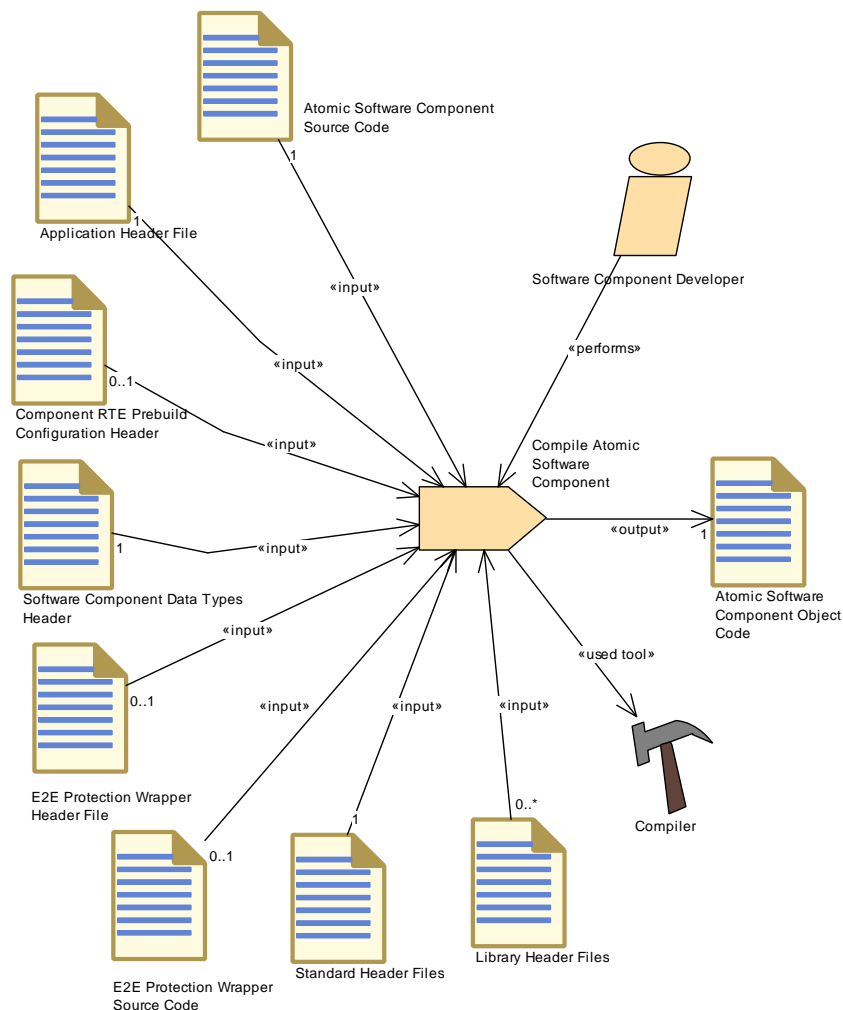 Atomic Software Component
Source Code
1
Application Header File
1
Software Component Developer
«input»
«performs»
«input»
Component RTE Prebuild
Configuration Header
0..1
«input»
Compile Atomic
Software
Component
«output»
1
Atomic Software
Component Object
Code
Software Component Data Types
Header
1
«input»
«input»
0..1
E2E Protection Wrapper
Header File
«used tool»
Compiler
«input»
0..1
E2E Protection Wrapper
Source Code
«input»
1
Standard Header Files
«input»
0..*
Library Header Files